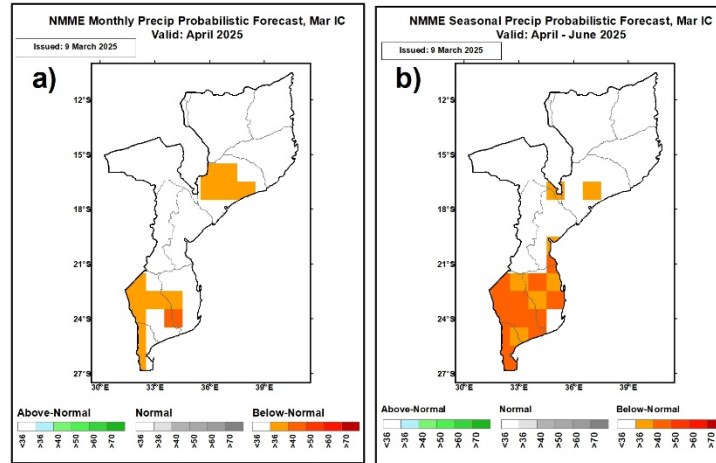 NMME Monthly Precip Probabilistic Forecast, Mar IC
Valid: April 2025
Issued: 9 March 2025
a)
12°S
15°S
18°S
21°S
24°S
27°S
30°E
33°E
36°E
39°E
Above-Normal
Normal
Below-Normal
<36 >36 >40 >50 >60 >70
<36 >36 >40 >50 >60 >70
<36 >36 >40 >50 >60 >70
NMME Seasonal Precip Probabilistic Forecast, Mar IC
Valid: April - June 2025
Issued: 9 March 2025
b)
12°S
15°S
18°S
21°S
24°S
27°S
30°E
33°E
36°E
39°E
Above-Normal
Normal
Below-Normal
<36 >36 >40 >50 >60 >70
<36 >36 >40 >50 >60 >70
<36 >36 >40 >50 >60 >70